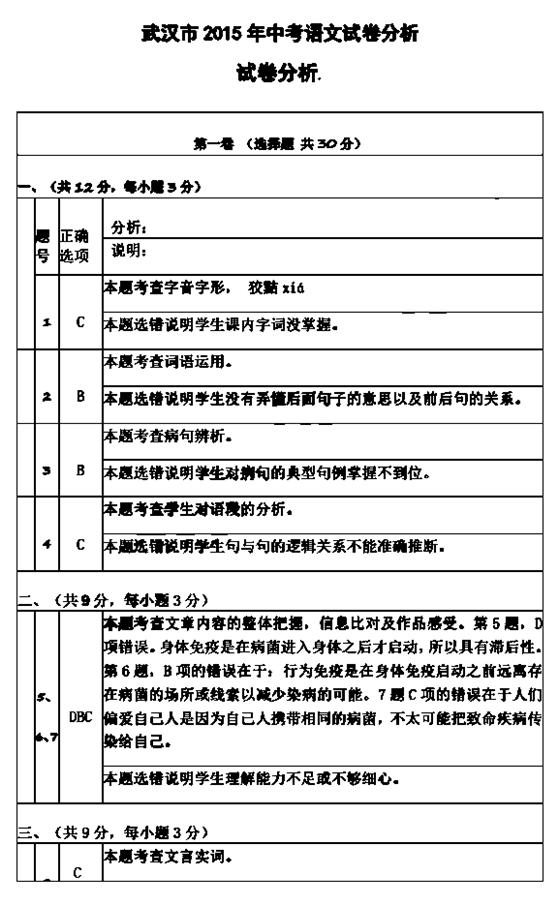 武汉市 2015 年中考语文试卷分析
试卷分析.
第一卷 （选择题 共 30 分）
一、（共 12 分，每小题 3 分）
题号
正确选项
分析：
说明：
1
C
本题考查字音字形， 狡黠 xiá
本题选错说明学生课内字词没掌握。
2
B
本题考查词语运用。
本题选错说明学生没有弄懂后面句子的意思以及前后句的关系。
3
B
本题考查病句辨析。
本题选错说明学生对病句的典型句例掌握不到位。
4
C
本题考查学生对语段的分析。
本题选错说明学生句与句的逻辑关系不能准确推断。
二、（共 9 分，每小题 3 分）
5、
6、7
DBC
本题考查文章内容的整体把握，信息比对及作品感受。第 5 题，D
项错误。身体免疫是在病菌进入身体之后才启动，所以具有滞后性。
第 6 题，B 项的错误在于：行为免疫是在身体免疫启动之前远离存
在病菌的场所或线索以减少染病的可能。7 题 C 项的错误在于人们
偏爱自己人是因为自己人携带相同的病菌，不太可能把致命疾病传
染给自己。
本题选错说明学生理解能力不足或不够细心。
三、（共 9 分，每小题 3 分）
C
本题考查文言实词。